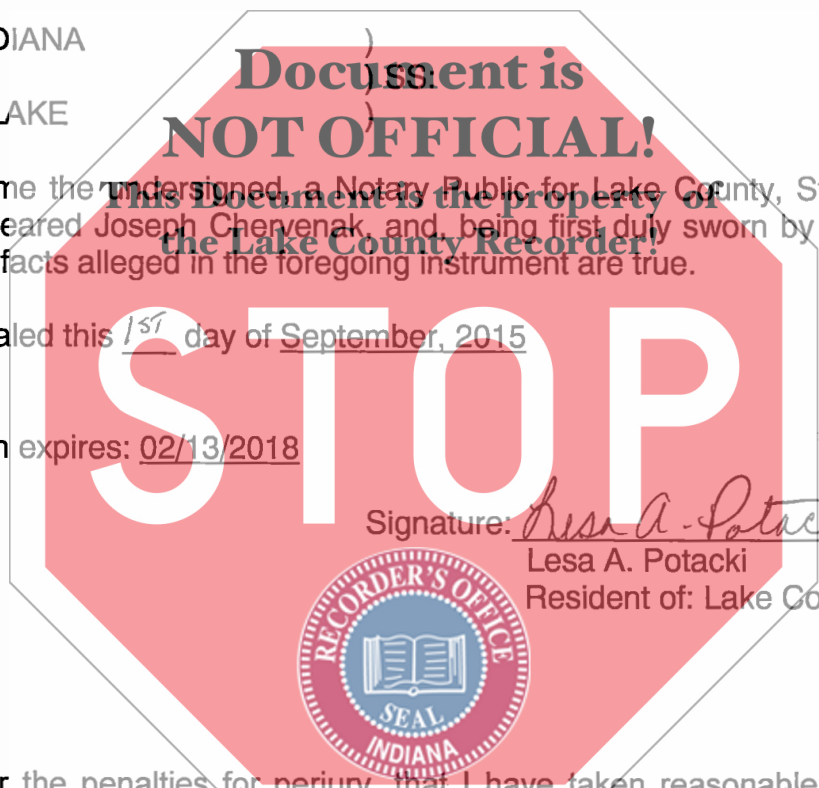 DIANA )
Document is
) SS:
LAKE )
NOT OFFICIAL!
me the undersigned, a Notary Public for Lake County, S
This Document is the property of
eared Joseph Chervenak, and, being first duly sworn by
the Lake County Recorder!
facts alleged in the foregoing instrument are true.
aled this 1ST day of September, 2015
STOP
n expires: 02/13/2018
Signature: Lesa A. Potac
Lesa A. Potacki
Resident of: Lake Co
RECORDER'S OFFICE
SEAL
INDIANA
r the penalties for perjury, that I have taken reasonable